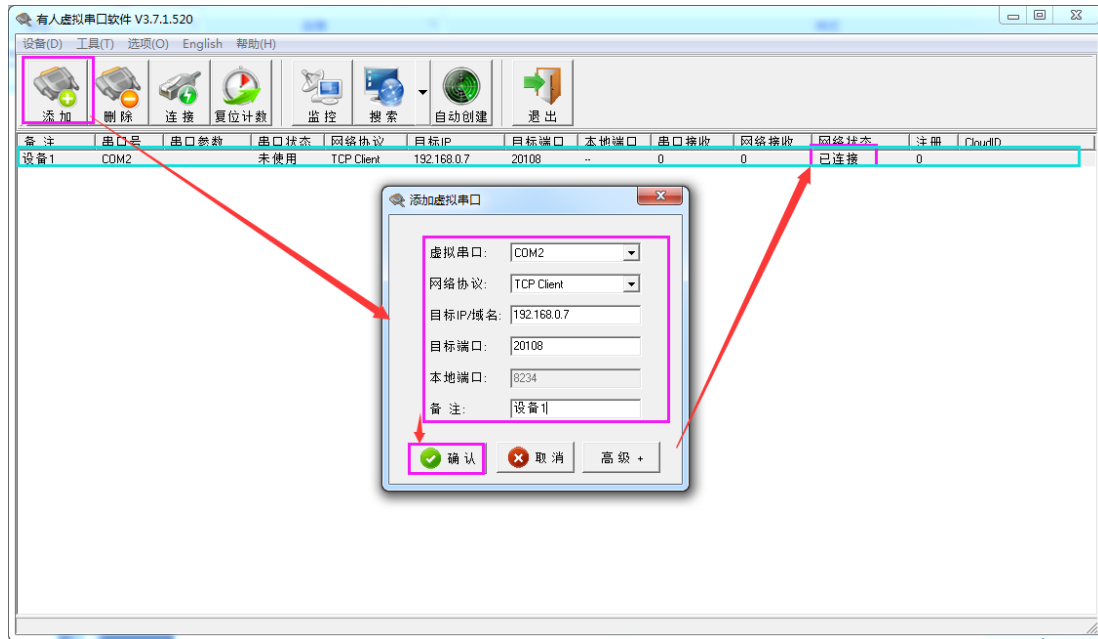 有人虚拟串口软件 V3.7.1.520
设备(D) 工具(T) 选项(O) English 帮助(H)
添加 删除 连接 复位计数 监控 搜索 自动创建 退出
备注 串口号 串口参数 串口状态 网络协议 目标IP 目标端口 本地端口 串口接收 网络接收 网络状态 注册 CloudID
设备1 COM2 未使用 TCP Client 192.168.0.7 20108 -- 0 0 已连接 0
添加虚拟串口
虚拟串口: COM2
网络协议: TCP Client
目标IP/域名: 192.168.0.7
目标端口: 20108
本地端口: 8234
备 注: 设备1
确认 取消 高级 +